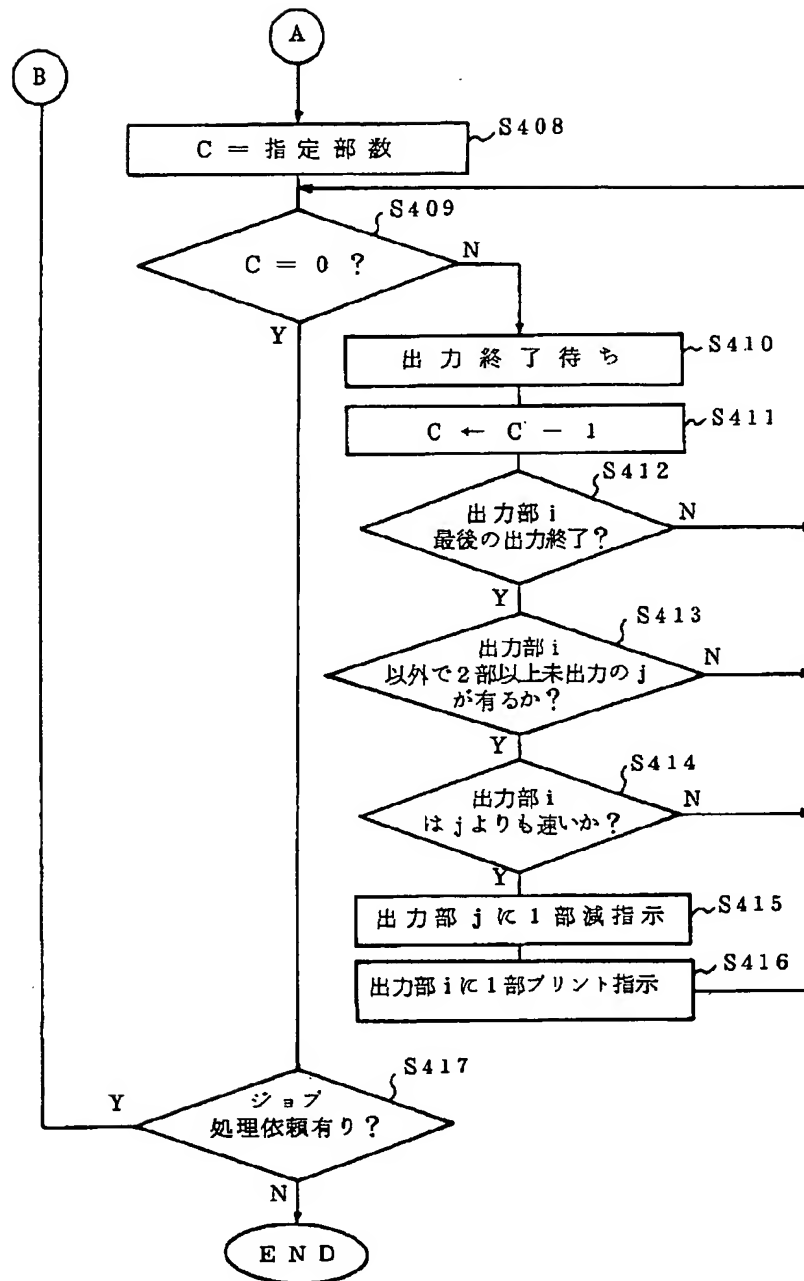 A
B
C = 指定部数
S408
S409
C = 0 ?
N
Y
出力終了待ち
S410
C ← C - 1
S411
S412
出力部 i
最後の出力終了?
N
Y
S413
出力部 i
以外で2部以上未出力の j
が有るか?
N
Y
S414
出力部 i
は j よりも速いか?
N
Y
出力部 j に1部減指示
S415
出力部 i に1部プリント指示
S416
S417
ジョブ
処理依頼有り?
Y
N
END